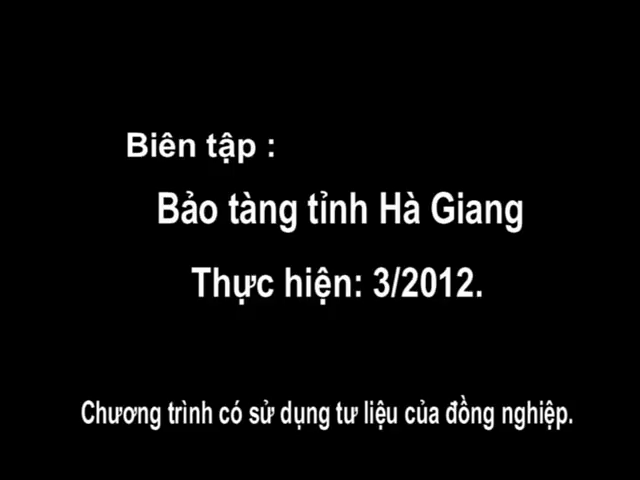 Biên tập :
Bảo tàng tỉnh Hà Giang
Thực hiện: 3/2012.
Chương trình có sử dụng tư liệu của đồng nghiệp.